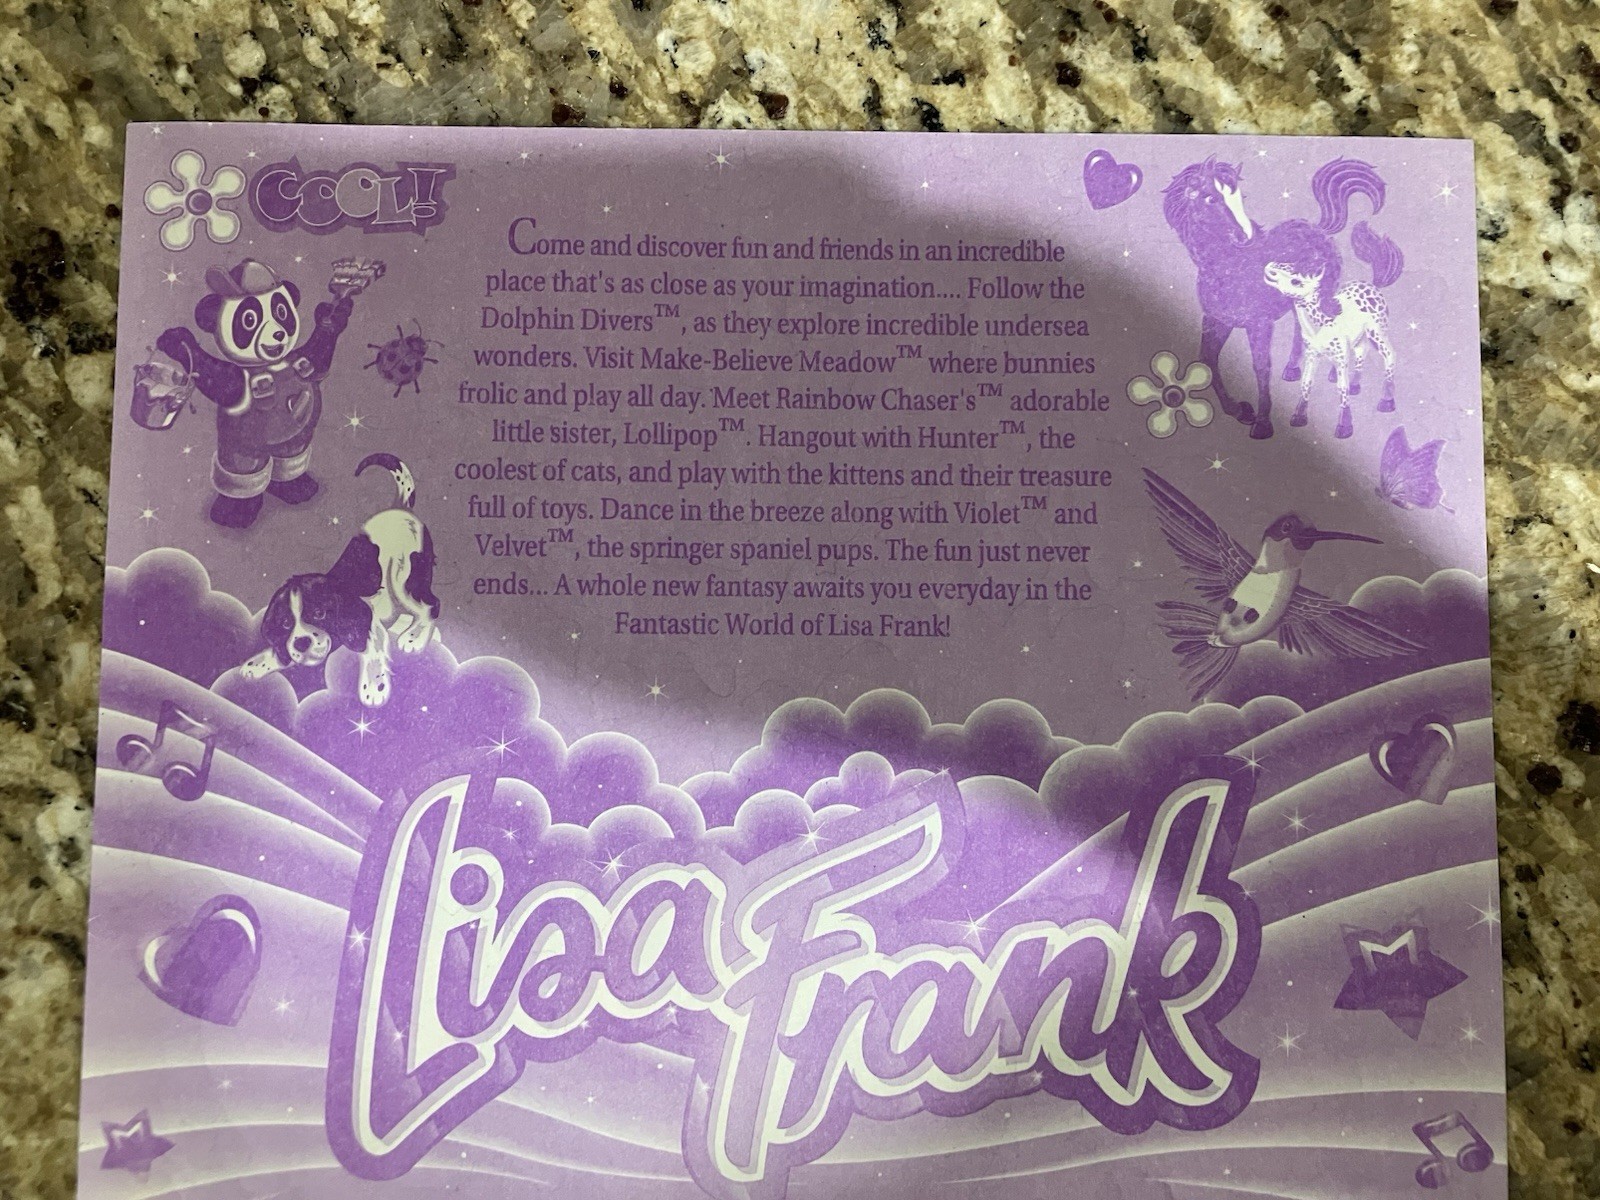 COOL!
Come and discover fun and friends in an incredible
place that's as close as your imagination.... Follow the
Dolphin Divers™, as they explore incredible undersea
wonders. Visit Make-Believe Meadow™ where bunnies
frolic and play all day. Meet Rainbow Chaser's™ adorable
little sister, Lollipop™. Hangout with Hunter™, the
coolest of cats, and play with the kittens and their treasure
full of toys. Dance in the breeze along with Violet™ and
Velvet™, the springer spaniel pups. The fun just never
ends... A whole new fantasy awaits you everyday in the
Fantastic World of Lisa Frank!
Lisa Frank